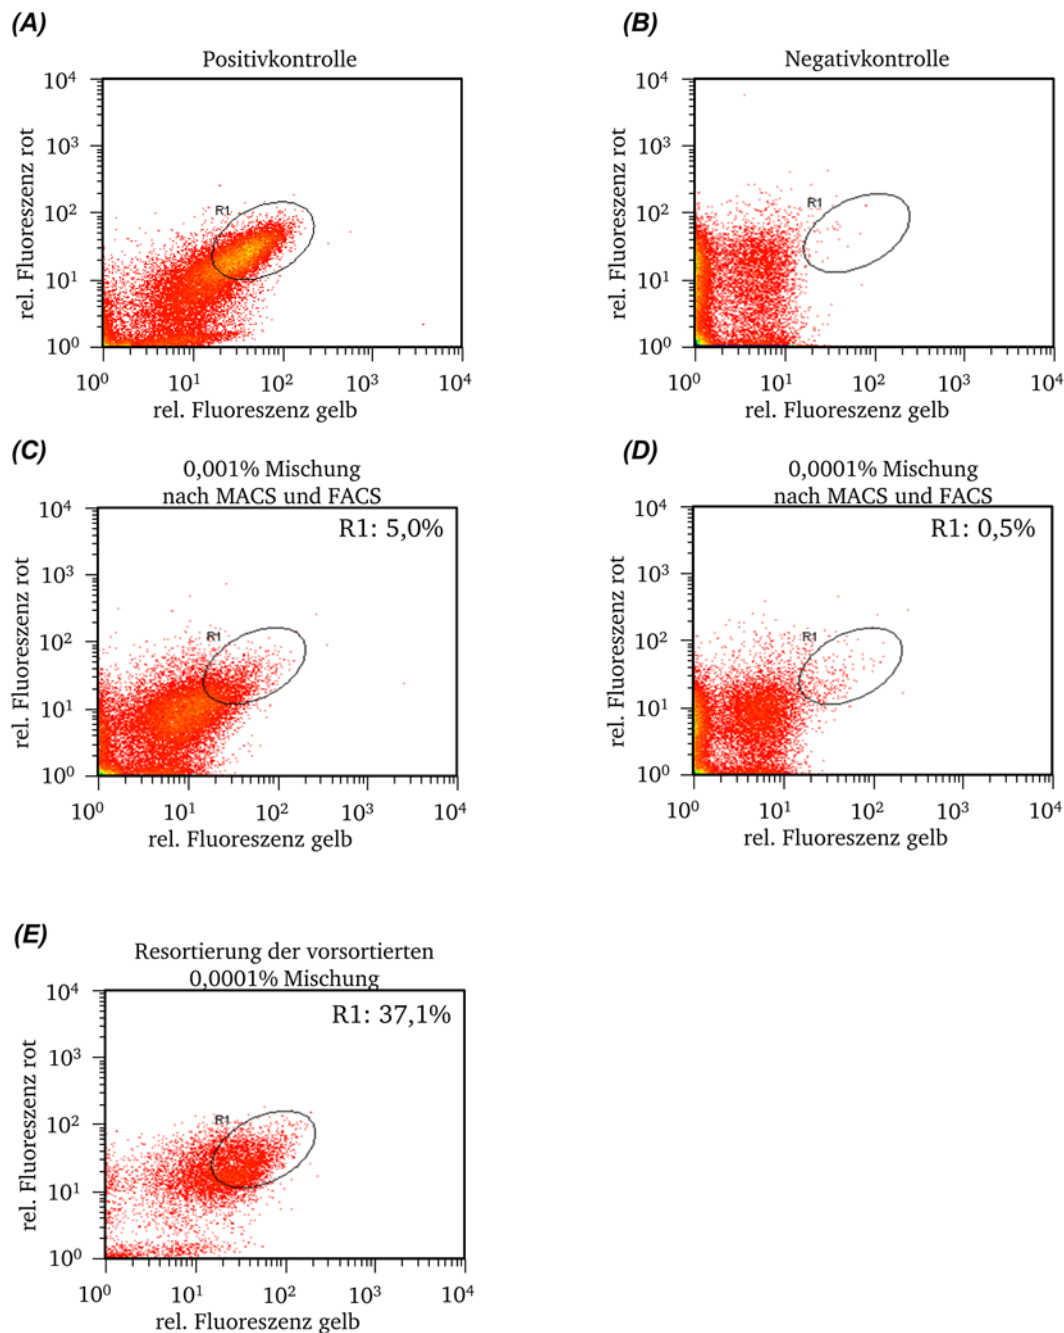 (A)
Positivkontrolle
10⁴
10³
10²
10¹
10⁰
rel. Fluoreszenz rot
R1
10⁰ 10¹ 10² 10³ 10⁴
rel. Fluoreszenz gelb
(B)
Negativkontrolle
10⁴
10³
10²
10¹
10⁰
rel. Fluoreszenz rot
R1
10⁰ 10¹ 10² 10³ 10⁴
rel. Fluoreszenz gelb
(C)
0,001% Mischung
nach MACS und FACS
R1: 5,0%
10⁴
10³
10²
10¹
10⁰
rel. Fluoreszenz rot
R1
10⁰ 10¹ 10² 10³ 10⁴
rel. Fluoreszenz gelb
(D)
0,0001% Mischung
nach MACS und FACS
R1: 0,5%
10⁴
10³
10²
10¹
10⁰
rel. Fluoreszenz rot
R1
10⁰ 10¹ 10² 10³ 10⁴
rel. Fluoreszenz gelb
(E)
Resortierung der vorsortierten
0,0001% Mischung
R1: 37,1%
10⁴
10³
10²
10¹
10⁰
rel. Fluoreszenz rot
R1
10⁰ 10¹ 10² 10³ 10⁴
rel. Fluoreszenz gelb